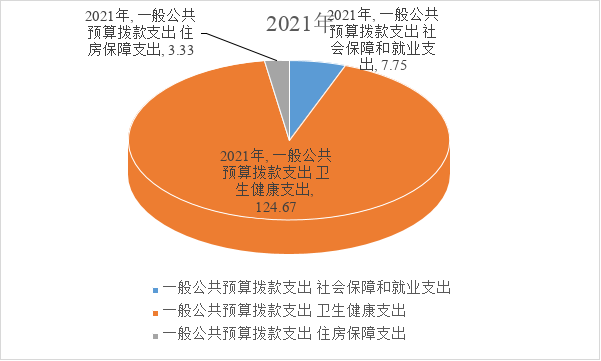 2021年
2021年, 一般公共
预算拨款支出 住
房保障支出, 3.33
2021年, 一般公共
预算拨款支出 社
会保障和就业支
出, 7.75
2021年, 一般公共
预算拨款支出 卫
生健康支出,
124.67
一般公共预算拨款支出 社会保障和就业支出
一般公共预算拨款支出 卫生健康支出
一般公共预算拨款支出 住房保障支出